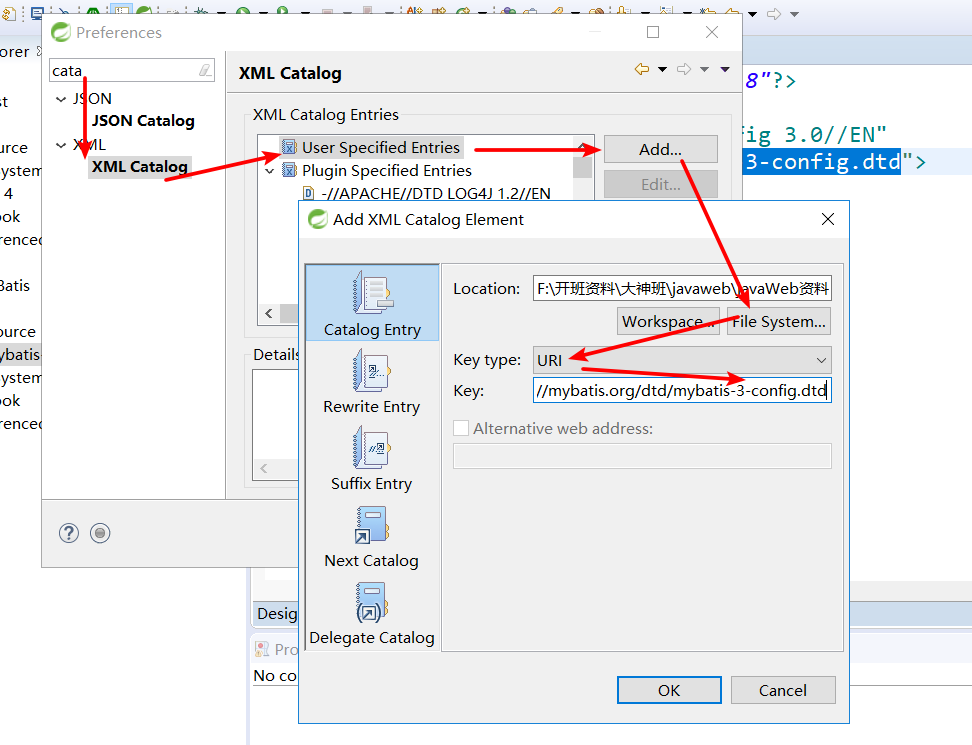 Preferences
orer
cata
XML Catalog
JSON
JSON Catalog
XML
XML Catalog
XML Catalog Entries
User Specified Entries
Plugin Specified Entries
-//APACHE//DTD LOG4J 1.2//EN
Add...
Edit...
8"?>
fig 3.0//EN"
3-config.dtd">
st
urce
ystem
4
ook
renced
Batis
ource
ybatis
ystem
ook
renced
Details
Add XML Catalog Element
Catalog Entry
Rewrite Entry
Suffix Entry
Next Catalog
Delegate Catalog
Location:
F:\开班资料\大神班\javaweb\javaWeb资料
Workspace...
File System...
Key type:
URI
Key:
//mybatis.org/dtd/mybatis-3-config.dtd
Alternative web address:
OK
Cancel
Desig
Pro
No co